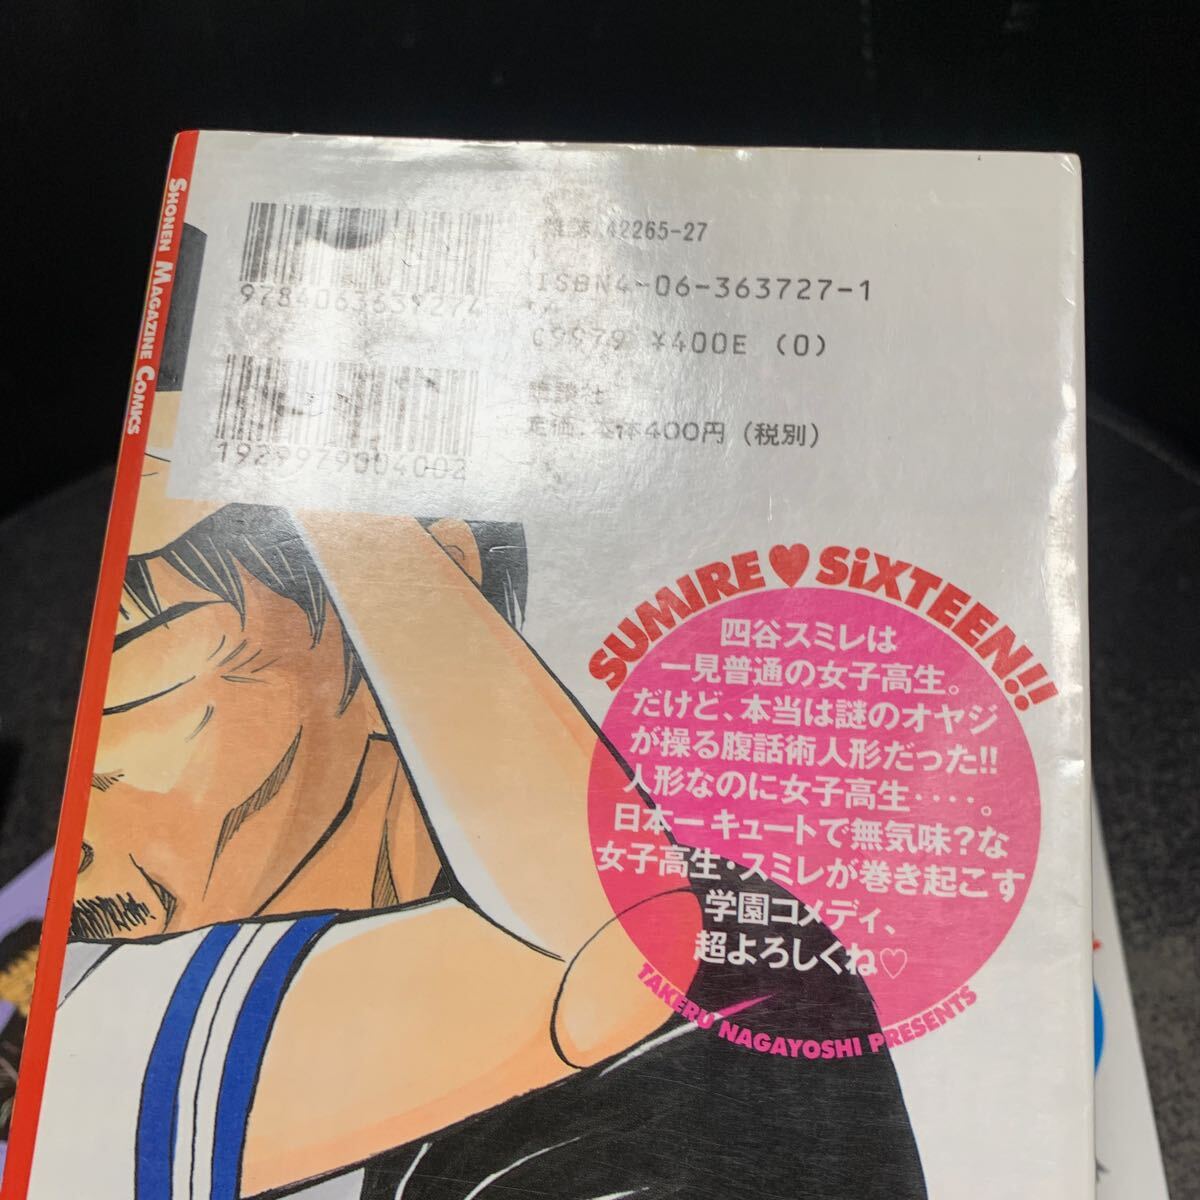 SHONEN MAGAZINE COMICS
雑誌 42265-27
9784063637274
ISBN4-06-363727-1
C9979 ¥400E (0)
講談社
定価:本体400円(税別)
1929979004002
SUMIRE♥SiXTEEN!!
四谷スミレは
一見普通の女子高生。
だけど、本当は謎のオヤジ
が操る腹話術人形だった!!
人形なのに女子高生‥‥。
日本一キュートで無気味?な
女子高生・スミレが巻き起こす
学園コメディ、
超よろしくね♡
TAKERU NAGAYOSHI PRESENTS